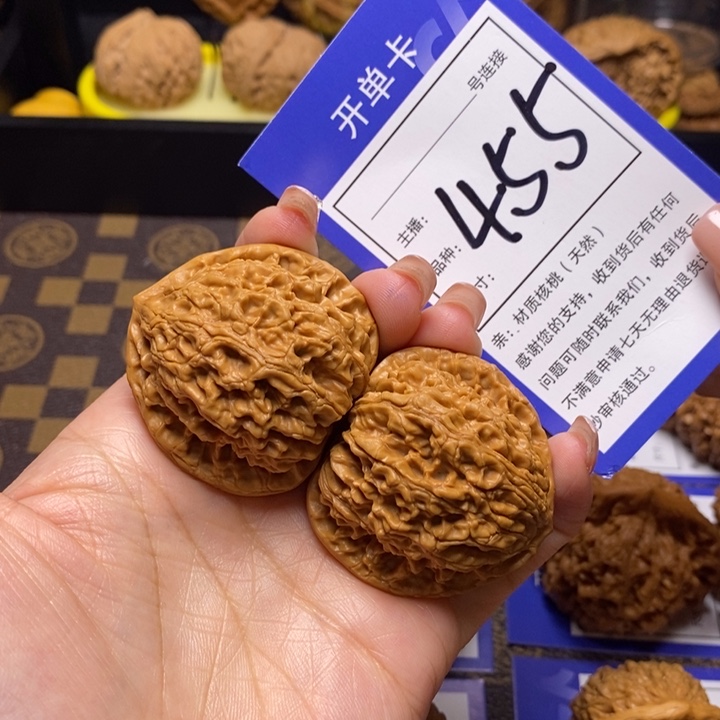 开单卡
号连接
455
主播:
品种:
寸:
亲:材质核桃(天然)
感谢您的支持,收到货后有任何
问题可随时联系我们,收到货后
不满意申请七天无理由退货
审核通过。